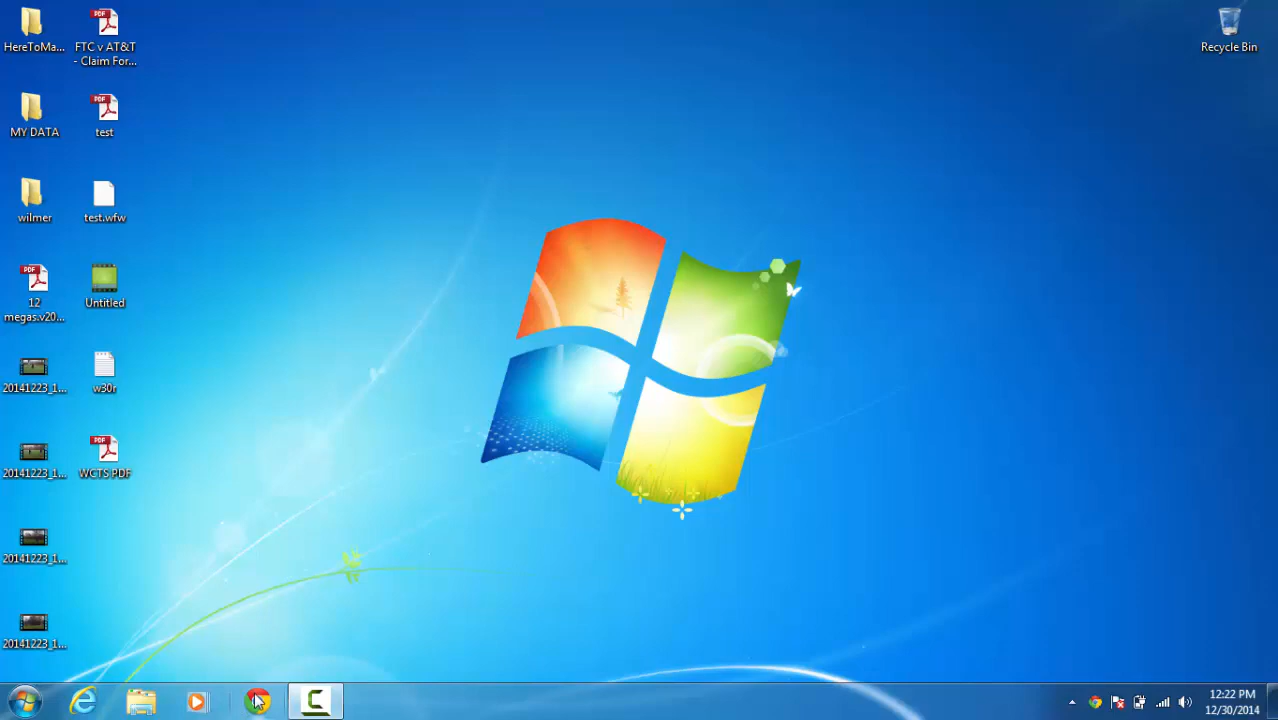 HereToMa...
FTC v AT&T
- Claim For...
Recycle Bin
MY DATA
test
wilmer
test.wfw
12
megas.v20...
Untitled
20141223_1...
w30r
20141223_1...
WCTS PDF
20141223_1...
20141223_1...
12:22 PM
12/30/2014